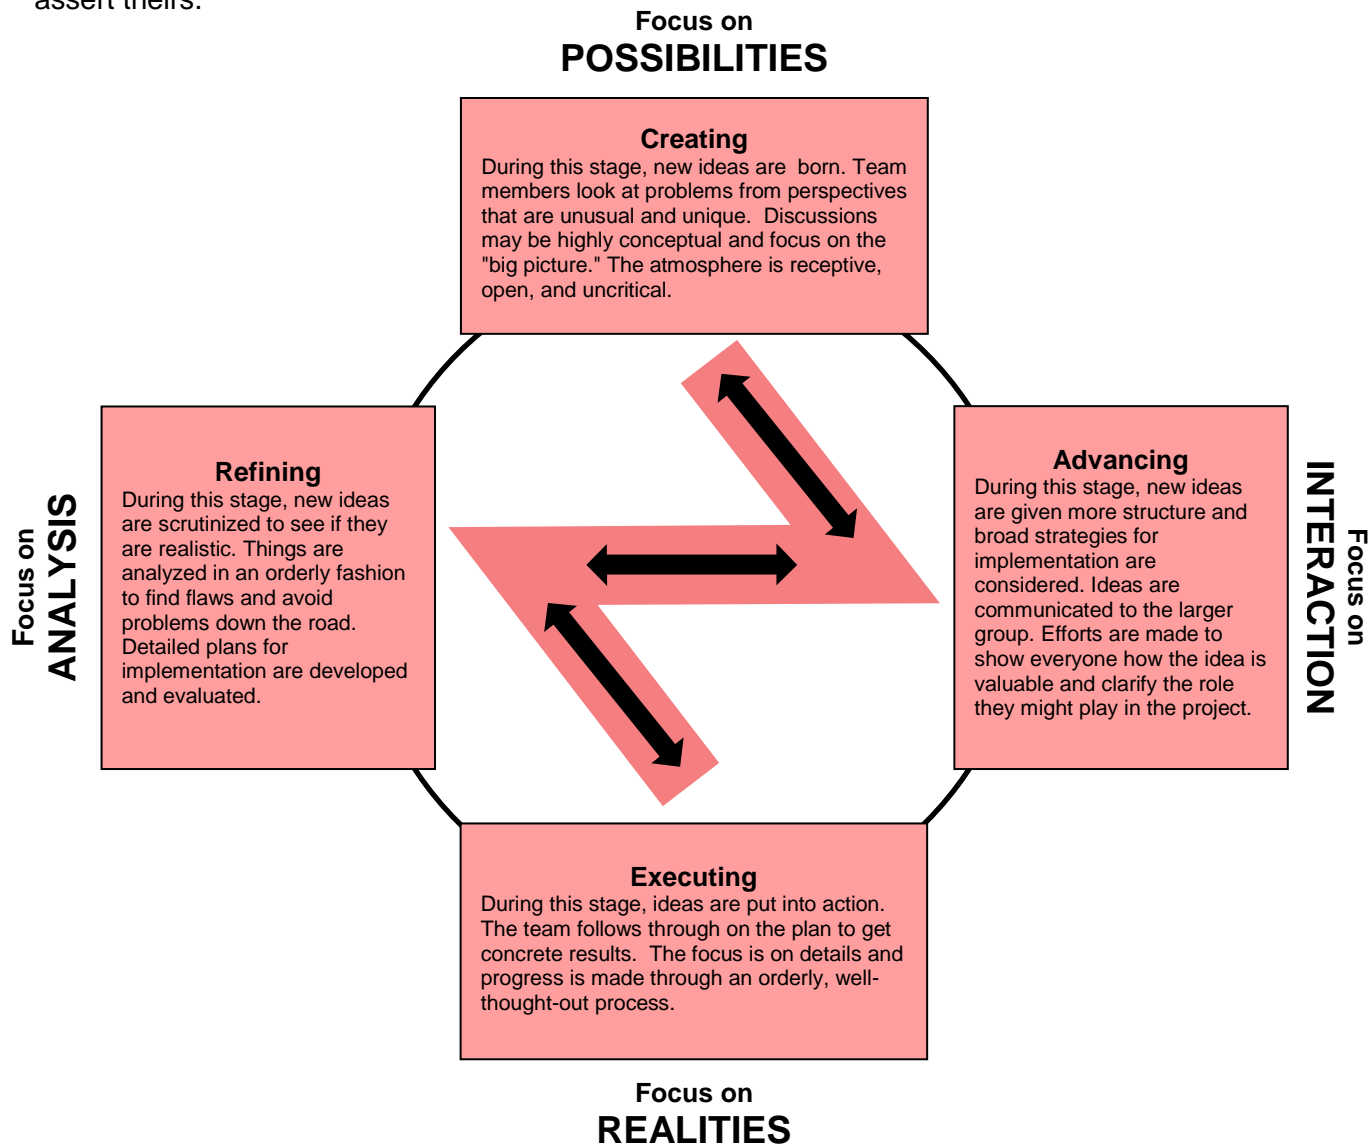 assert theirs.
Focus on
POSSIBILITIES
Creating
During this stage, new ideas are  born. Team
members look at problems from perspectives
that are unusual and unique.  Discussions
may be highly conceptual and focus on the
"big picture." The atmosphere is receptive,
open, and uncritical.
Focus on
ANALYSIS
Refining
During this stage, new ideas
are scrutinized to see if they
are realistic. Things are
analyzed in an orderly fashion
to find flaws and avoid
problems down the road.
Detailed plans for
implementation are developed
and evaluated.
Advancing
During this stage, new ideas
are given more structure and
broad strategies for
implementation are
considered. Ideas are
communicated to the larger
group. Efforts are made to
show everyone how the idea is
valuable and clarify the role
they might play in the project.
Focus on
INTERACTION
Executing
During this stage, ideas are put into action.
The team follows through on the plan to get
concrete results.  The focus is on details and
progress is made through an orderly, well-
thought-out process.
Focus on
REALITIES